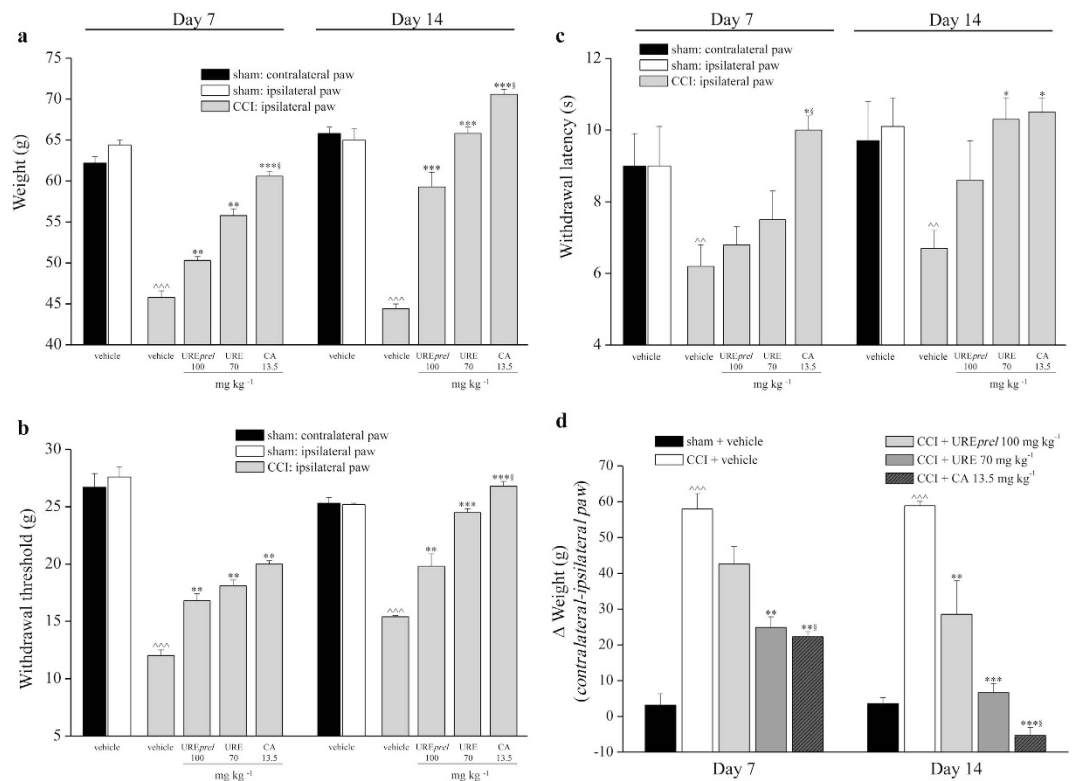 Day 7
Day 14
a
sham: contralateral paw
sham: ipsilateral paw
CCI: ipsilateral paw
Weight (g)
75
70
65
60
55
50
45
40
^^^
**
**
***§
^^^
***
***
***§
vehicle
vehicle
UREprel
100
URE
70
CA
13.5
mg kg -1
vehicle
vehicle
UREprel
100
URE
70
CA
13.5
mg kg -1
b
sham: contralateral paw
sham: ipsilateral paw
CCI: ipsilateral paw
Withdrawal threshold (g)
30
25
20
15
10
5
^^^
**
**
**
^^^
**
***
***§
vehicle
vehicle
UREprel
100
URE
70
CA
13.5
mg kg -1
vehicle
vehicle
UREprel
100
URE
70
CA
13.5
mg kg -1
Day 7
Day 14
c
sham: contralateral paw
sham: ipsilateral paw
CCI: ipsilateral paw
Withdrawal latency (s)
12
10
8
6
4
^^
*§
^^
*
*
vehicle
vehicle
UREprel
100
URE
70
CA
13.5
mg kg -1
vehicle
vehicle
UREprel
100
URE
70
CA
13.5
mg kg -1
d
sham + vehicle
CCI + vehicle
CCI + UREprel 100 mg kg-1
CCI + URE 70 mg kg-1
CCI + CA 13.5 mg kg-1
Δ Weight (g)
(contralateral-ipsilateral paw)
70
60
50
40
30
20
10
0
-10
^^^
**
**§
^^^
**
***
***§
Day 7
Day 14